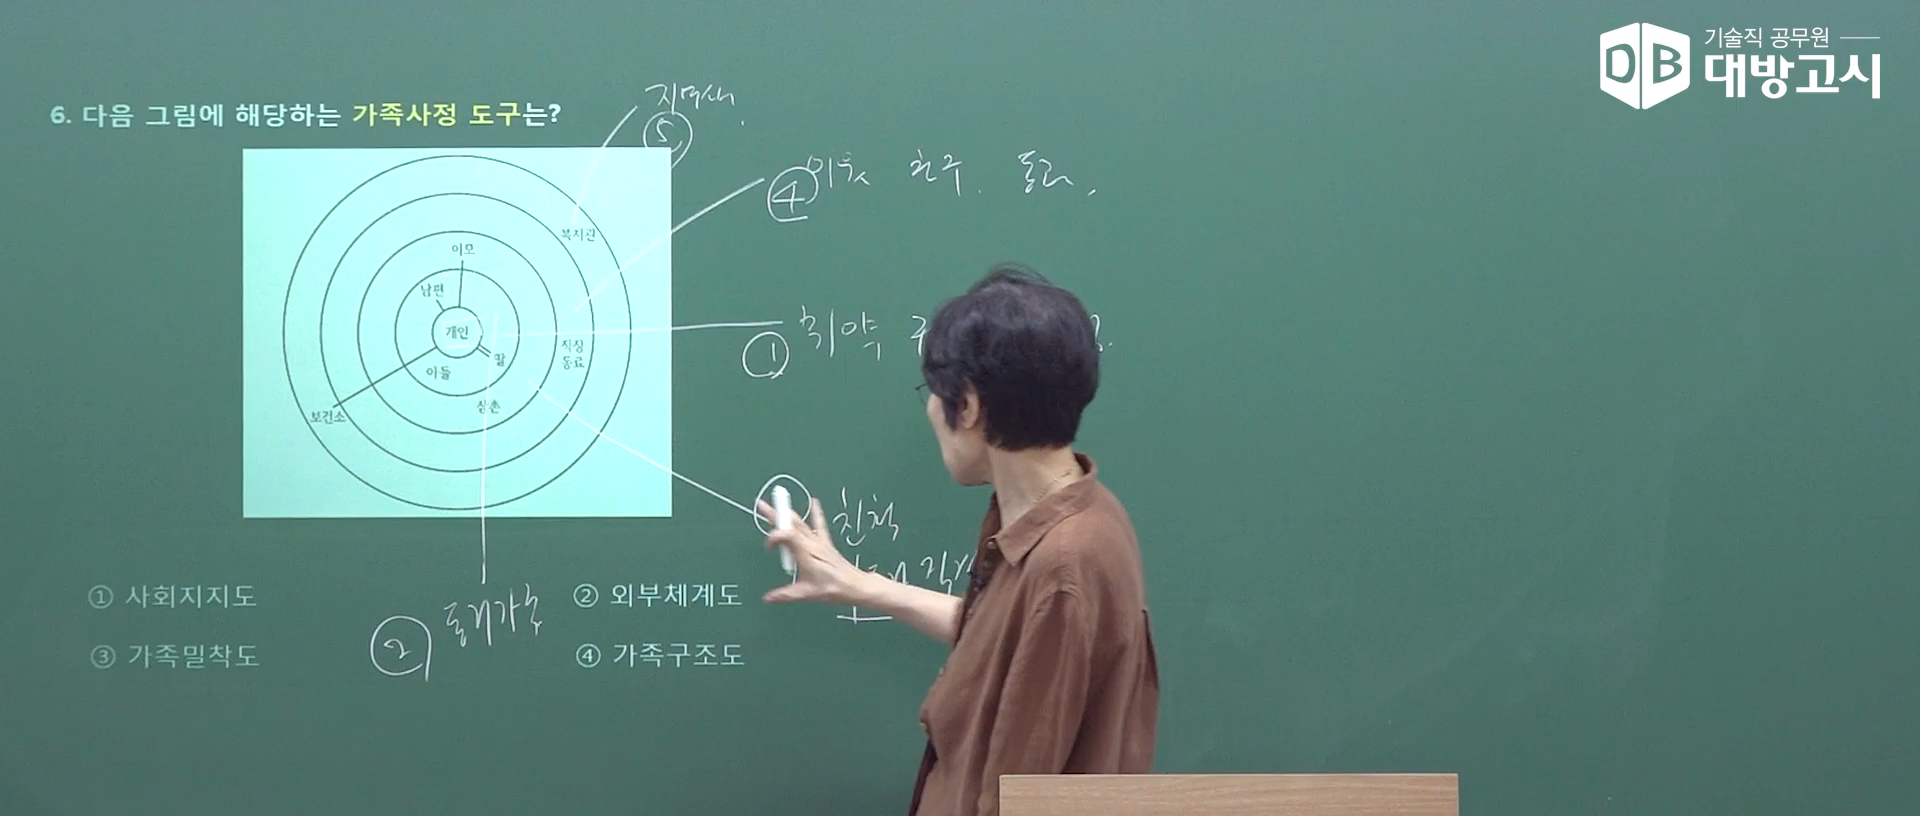 기술직 공무원
DB 대방고시
6. 다음 그림에 해당하는 가족사정 도구는?
지역사
⑤
④ 이웃 친구. 동료,
복지관
이모
남편
개인
① 취약
직장
동료
딸
아들
삼촌
보건소
친척
① 사회지지도
② 외부체계도
② 동거가족
③ 가족밀착도
④ 가족구조도